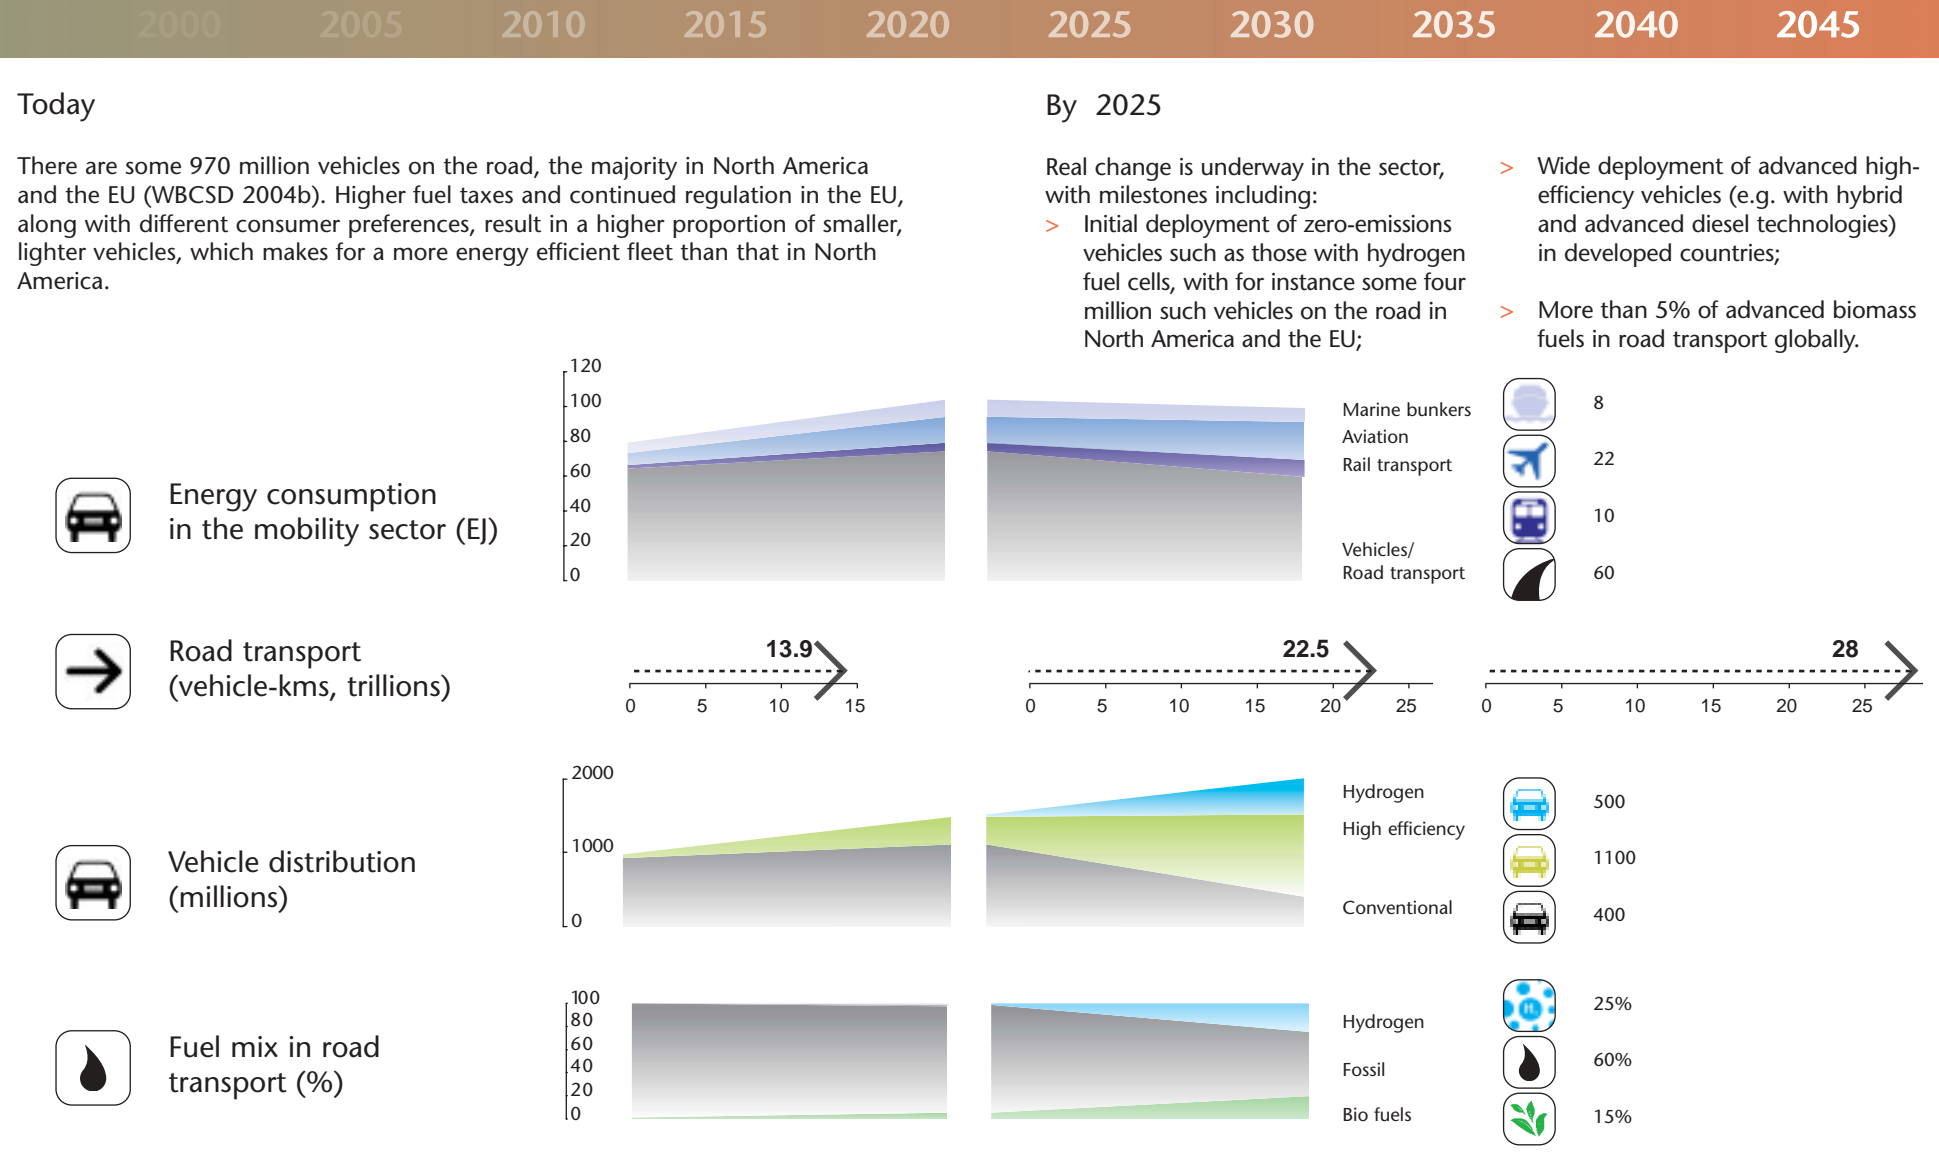 2000 2005 2010 2015 2020 2025 2030 2035 2040 2045
Today
There are some 970 million vehicles on the road, the majority in North America
and the EU (WBCSD 2004b). Higher fuel taxes and continued regulation in the EU,
along with different consumer preferences, result in a higher proportion of smaller,
lighter vehicles, which makes for a more energy efficient fleet than that in North
America.
By 2025
Real change is underway in the sector,
with milestones including:
> Initial deployment of zero-emissions
vehicles such as those with hydrogen
fuel cells, with for instance some four
million such vehicles on the road in
North America and the EU;
> Wide deployment of advanced high-
efficiency vehicles (e.g. with hybrid
and advanced diesel technologies)
in developed countries;
> More than 5% of advanced biomass
fuels in road transport globally.
Energy consumption
in the mobility sector (EJ)
120
100
80
60
40
20
0
Marine bunkers
Aviation
Rail transport
Vehicles/
Road transport
8
22
10
60
Road transport
(vehicle-kms, trillions)
13.9
0 5 10 15
22.5
0 5 10 15 20 25
28
0 5 10 15 20 25
Vehicle distribution
(millions)
2000
1000
0
Hydrogen
High efficiency
Conventional
500
1100
400
Fuel mix in road
transport (%)
100
80
60
40
20
0
Hydrogen
Fossil
Bio fuels
H₂
25%
60%
15%